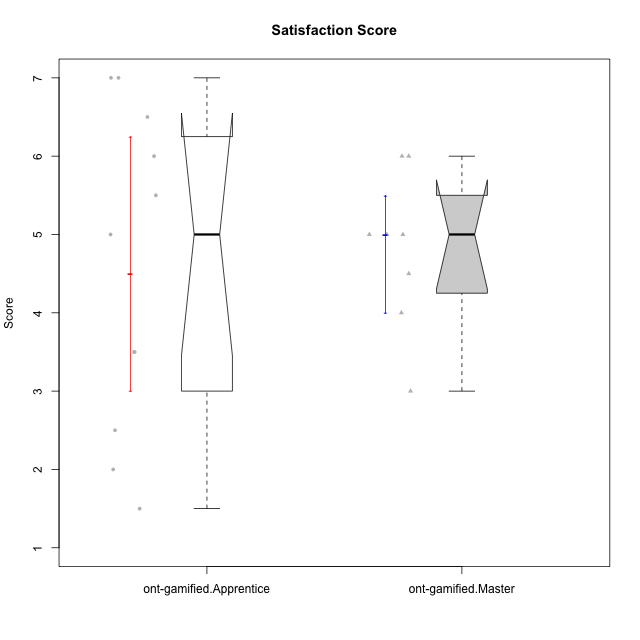 Satisfaction Score
7
6
5
4
3
2
1
Score
ont-gamified.Apprentice
ont-gamified.Master